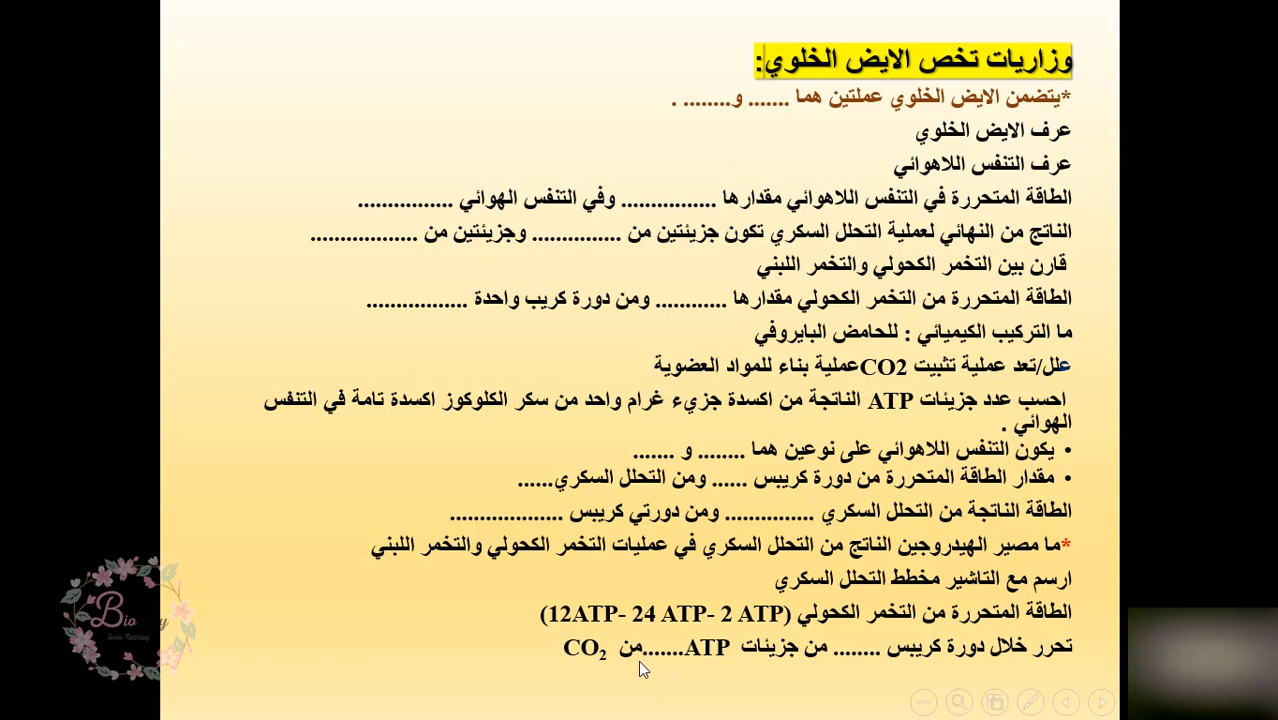 وزاريات تخص الايض الخلوي:
*يتضمن الايض الخلوي عملتين هما ....... و........ .
عرف الايض الخلوي
عرف التنفس اللاهوائي
الطاقة المتحررة في التنفس اللاهوائي مقدارها ................ وفي التنفس الهوائي ................
الناتج من النهائي لعملية التحلل السكري تكون جزيئتين من ............... وجزيئتين من ..................
قارن بين التخمر الكحولي والتخمر اللبني
الطاقة المتحررة من التخمر الكحولي مقدارها ............ ومن دورة كريب واحدة .................
ما التركيب الكيميائي : للحامض البايروفي
علل/تعد عملية تثبيت CO2عملية بناء للمواد العضوية
احسب عدد جزيئات ATP الناتجة من اكسدة جزيء غرام واحد من سكر الكلوكوز اكسدة تامة في التنفس
الهوائي .
• يكون التنفس اللاهوائي على نوعين هما ........ و .......
• مقدار الطاقة المتحررة من دورة كريبس ...... ومن التحلل السكري......
الطاقة الناتجة من التحلل السكري ............... ومن دورتي كريبس ...................
*ما مصير الهيدروجين الناتج من التحلل السكري في عمليات التخمر الكحولي والتخمر اللبني
ارسم مع التاشير مخطط التحلل السكري
الطاقة المتحررة من التخمر الكحولي (12ATP- 24 ATP- 2 ATP)
تحرر خلال دورة كريبس ........ من جزيئات ATP.......من CO₂